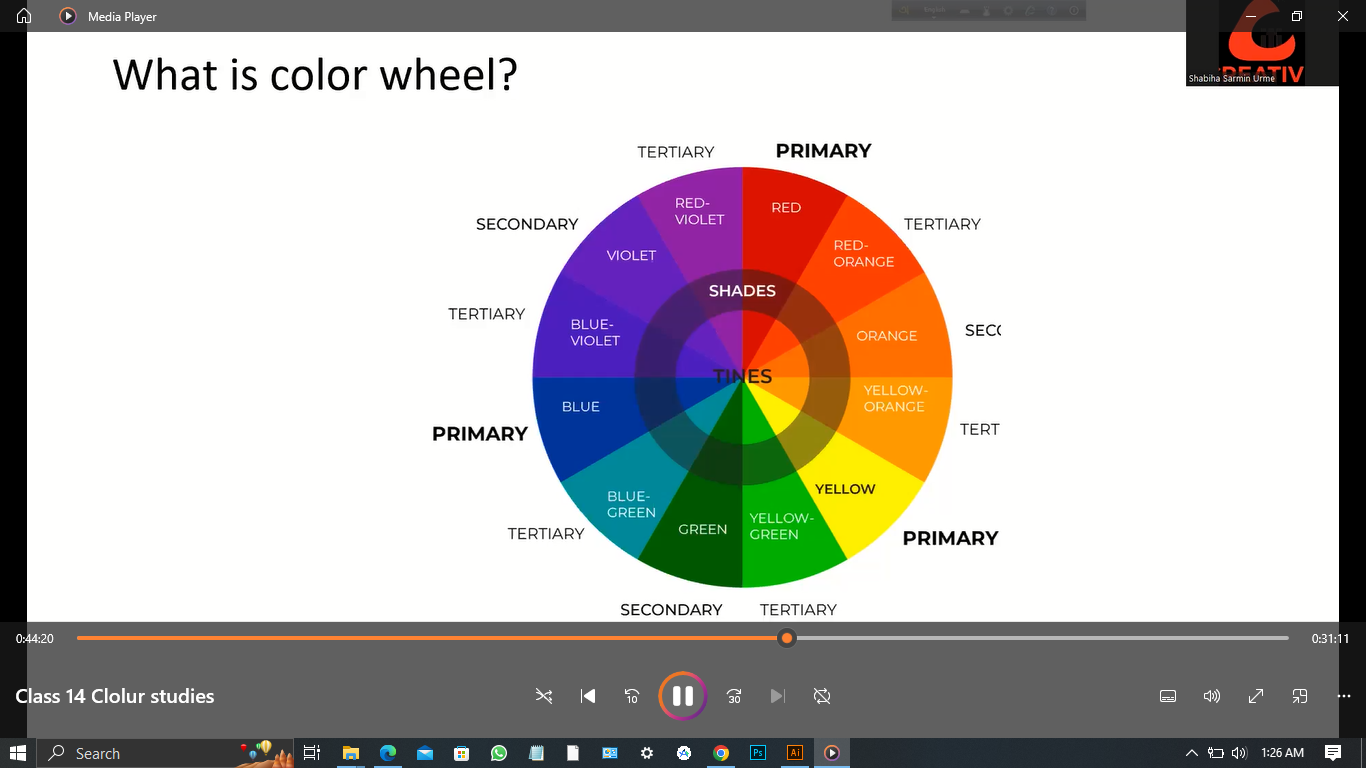 Media Player
English
Shabiha Sarmin Urme
What is color wheel?
TERTIARY
PRIMARY
SECONDARY
TERTIARY
RED-
VIOLET
RED
VIOLET
RED-
ORANGE
SHADES
TERTIARY
BLUE-
VIOLET
ORANGE
SECO
TINES
BLUE
YELLOW-
ORANGE
PRIMARY
TERT
YELLOW
BLUE-
GREEN
GREEN
YELLOW-
GREEN
TERTIARY
PRIMARY
SECONDARY
TERTIARY
0:44:20
0:31:11
Class 14 Clolur studies
10
30
Search
Ps
Ai
1:26 AM